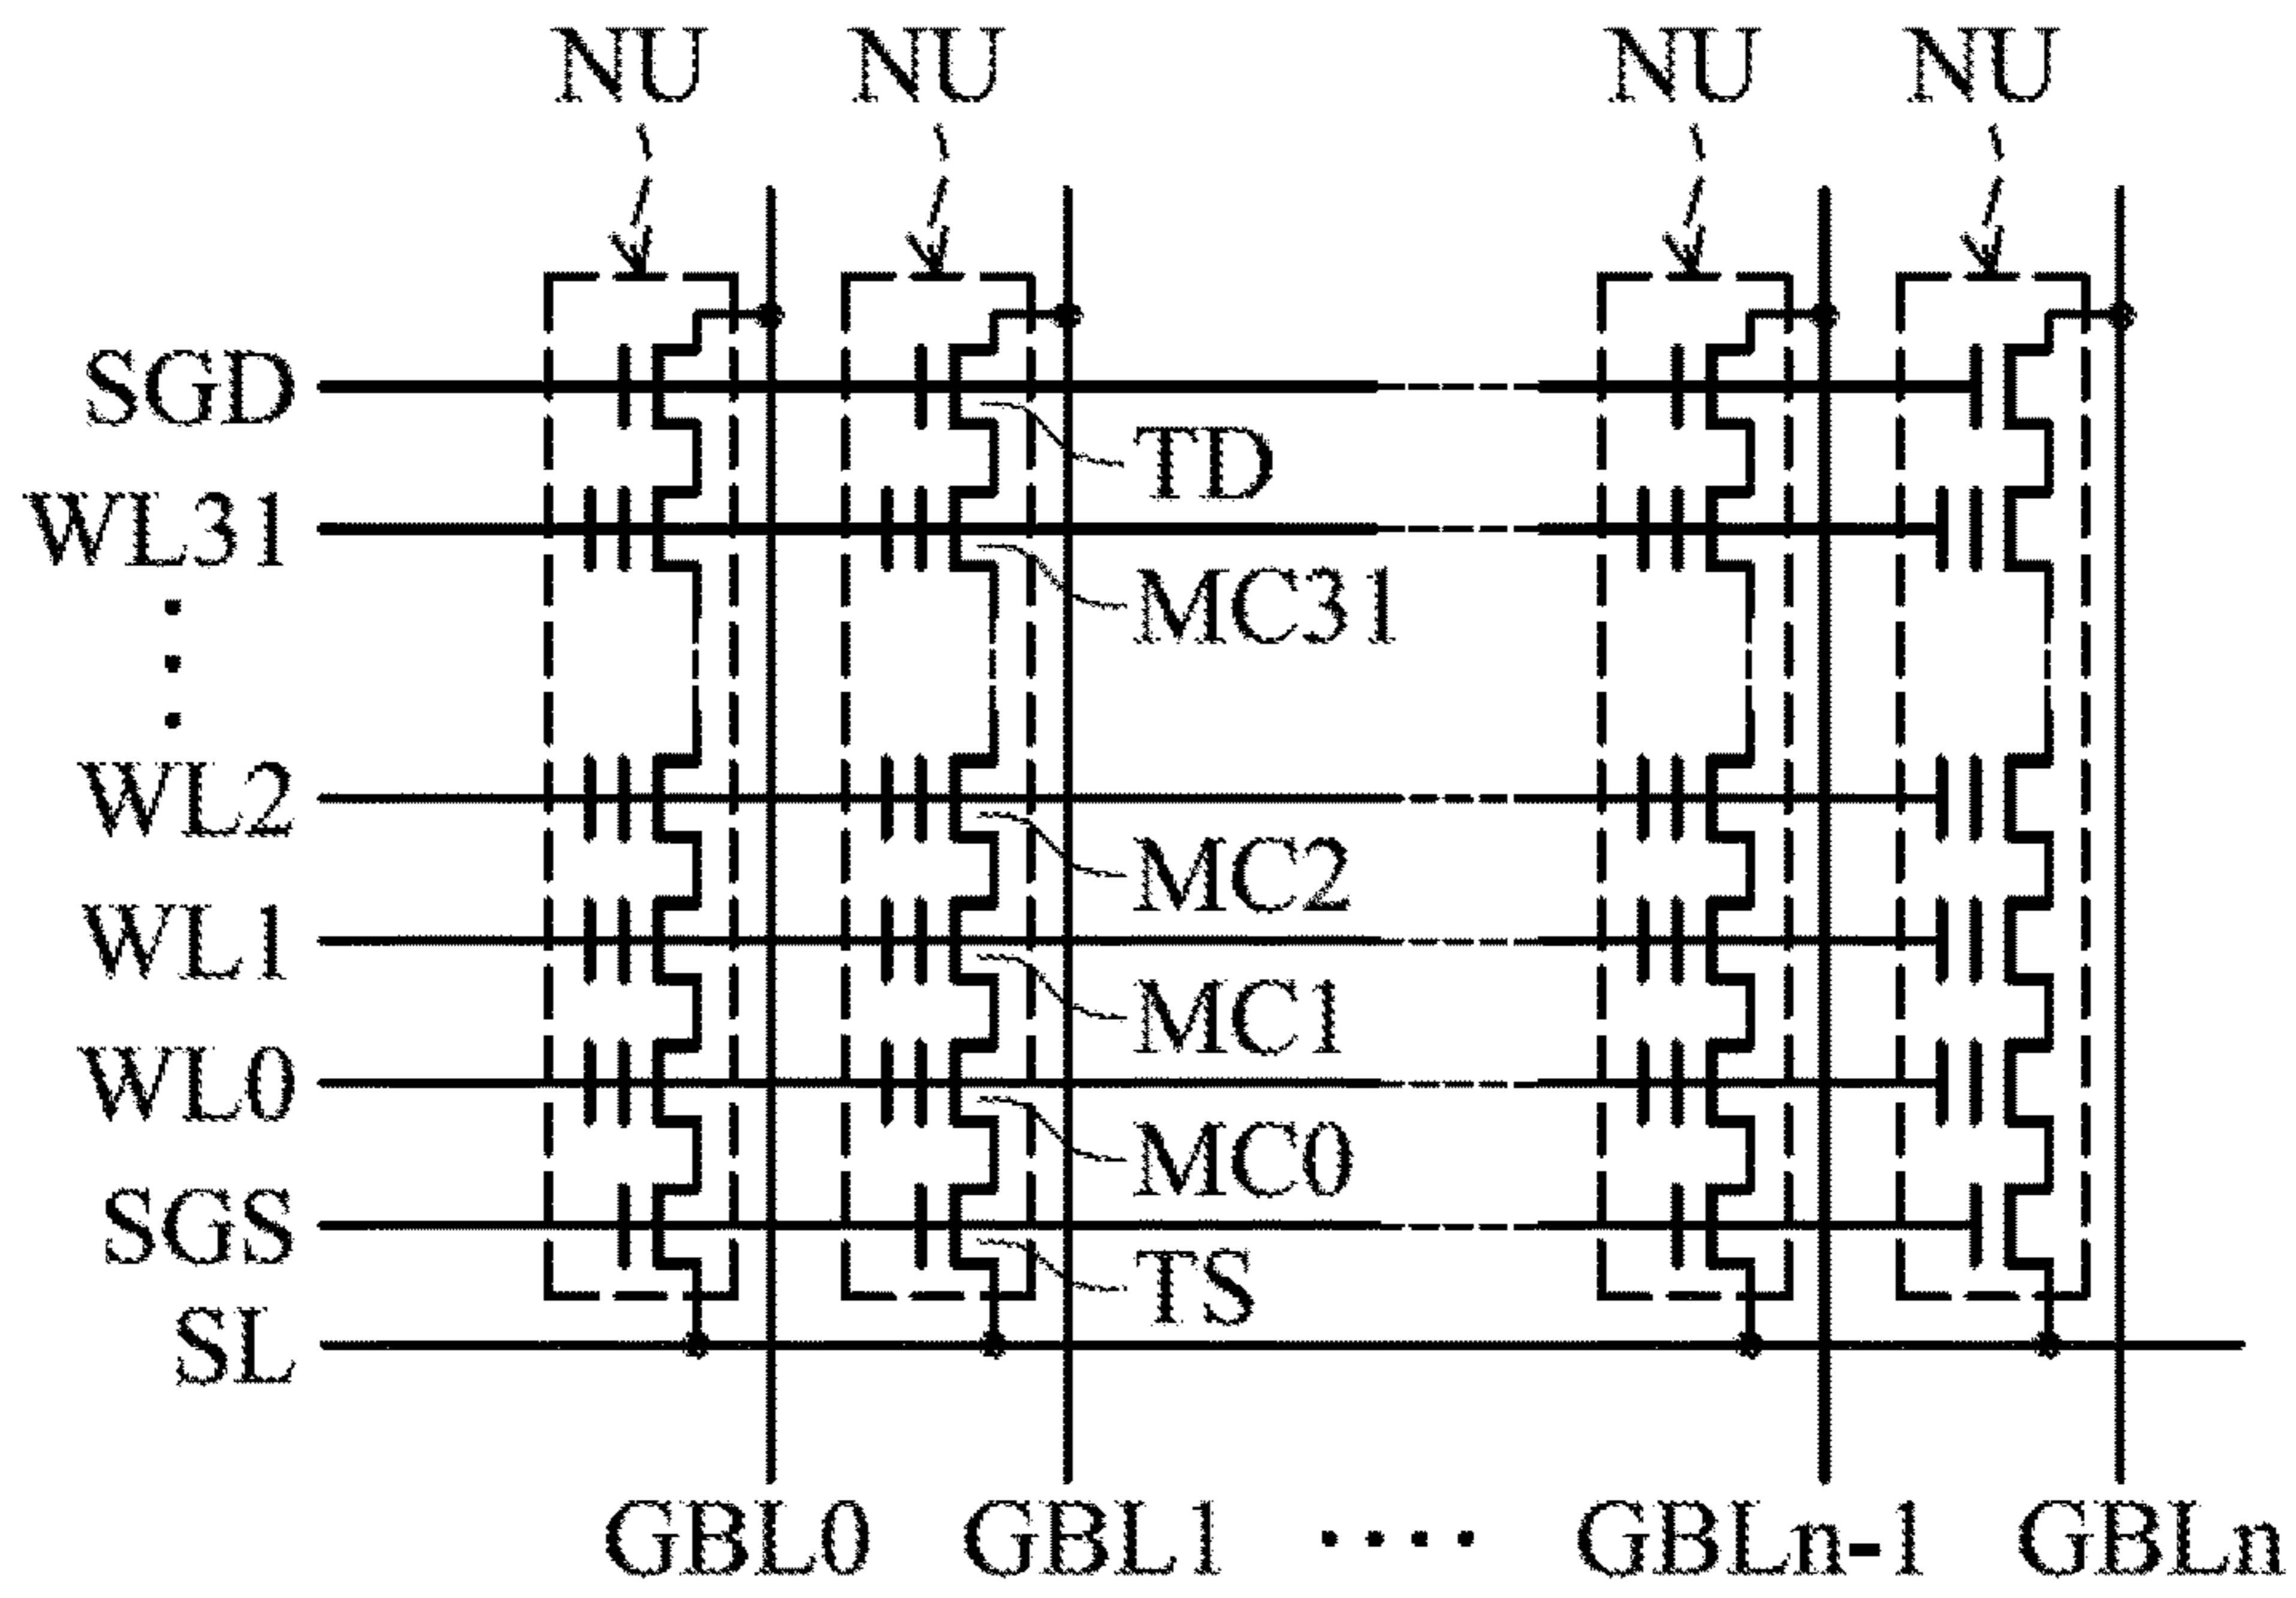 NU NU NU NU
SGD
TD
WL31
MC31
WL2
MC2
WL1
MC1
WL0
MC0
SGS
TS
SL
GBL0 GBL1 .... GBLn-1 GBLn